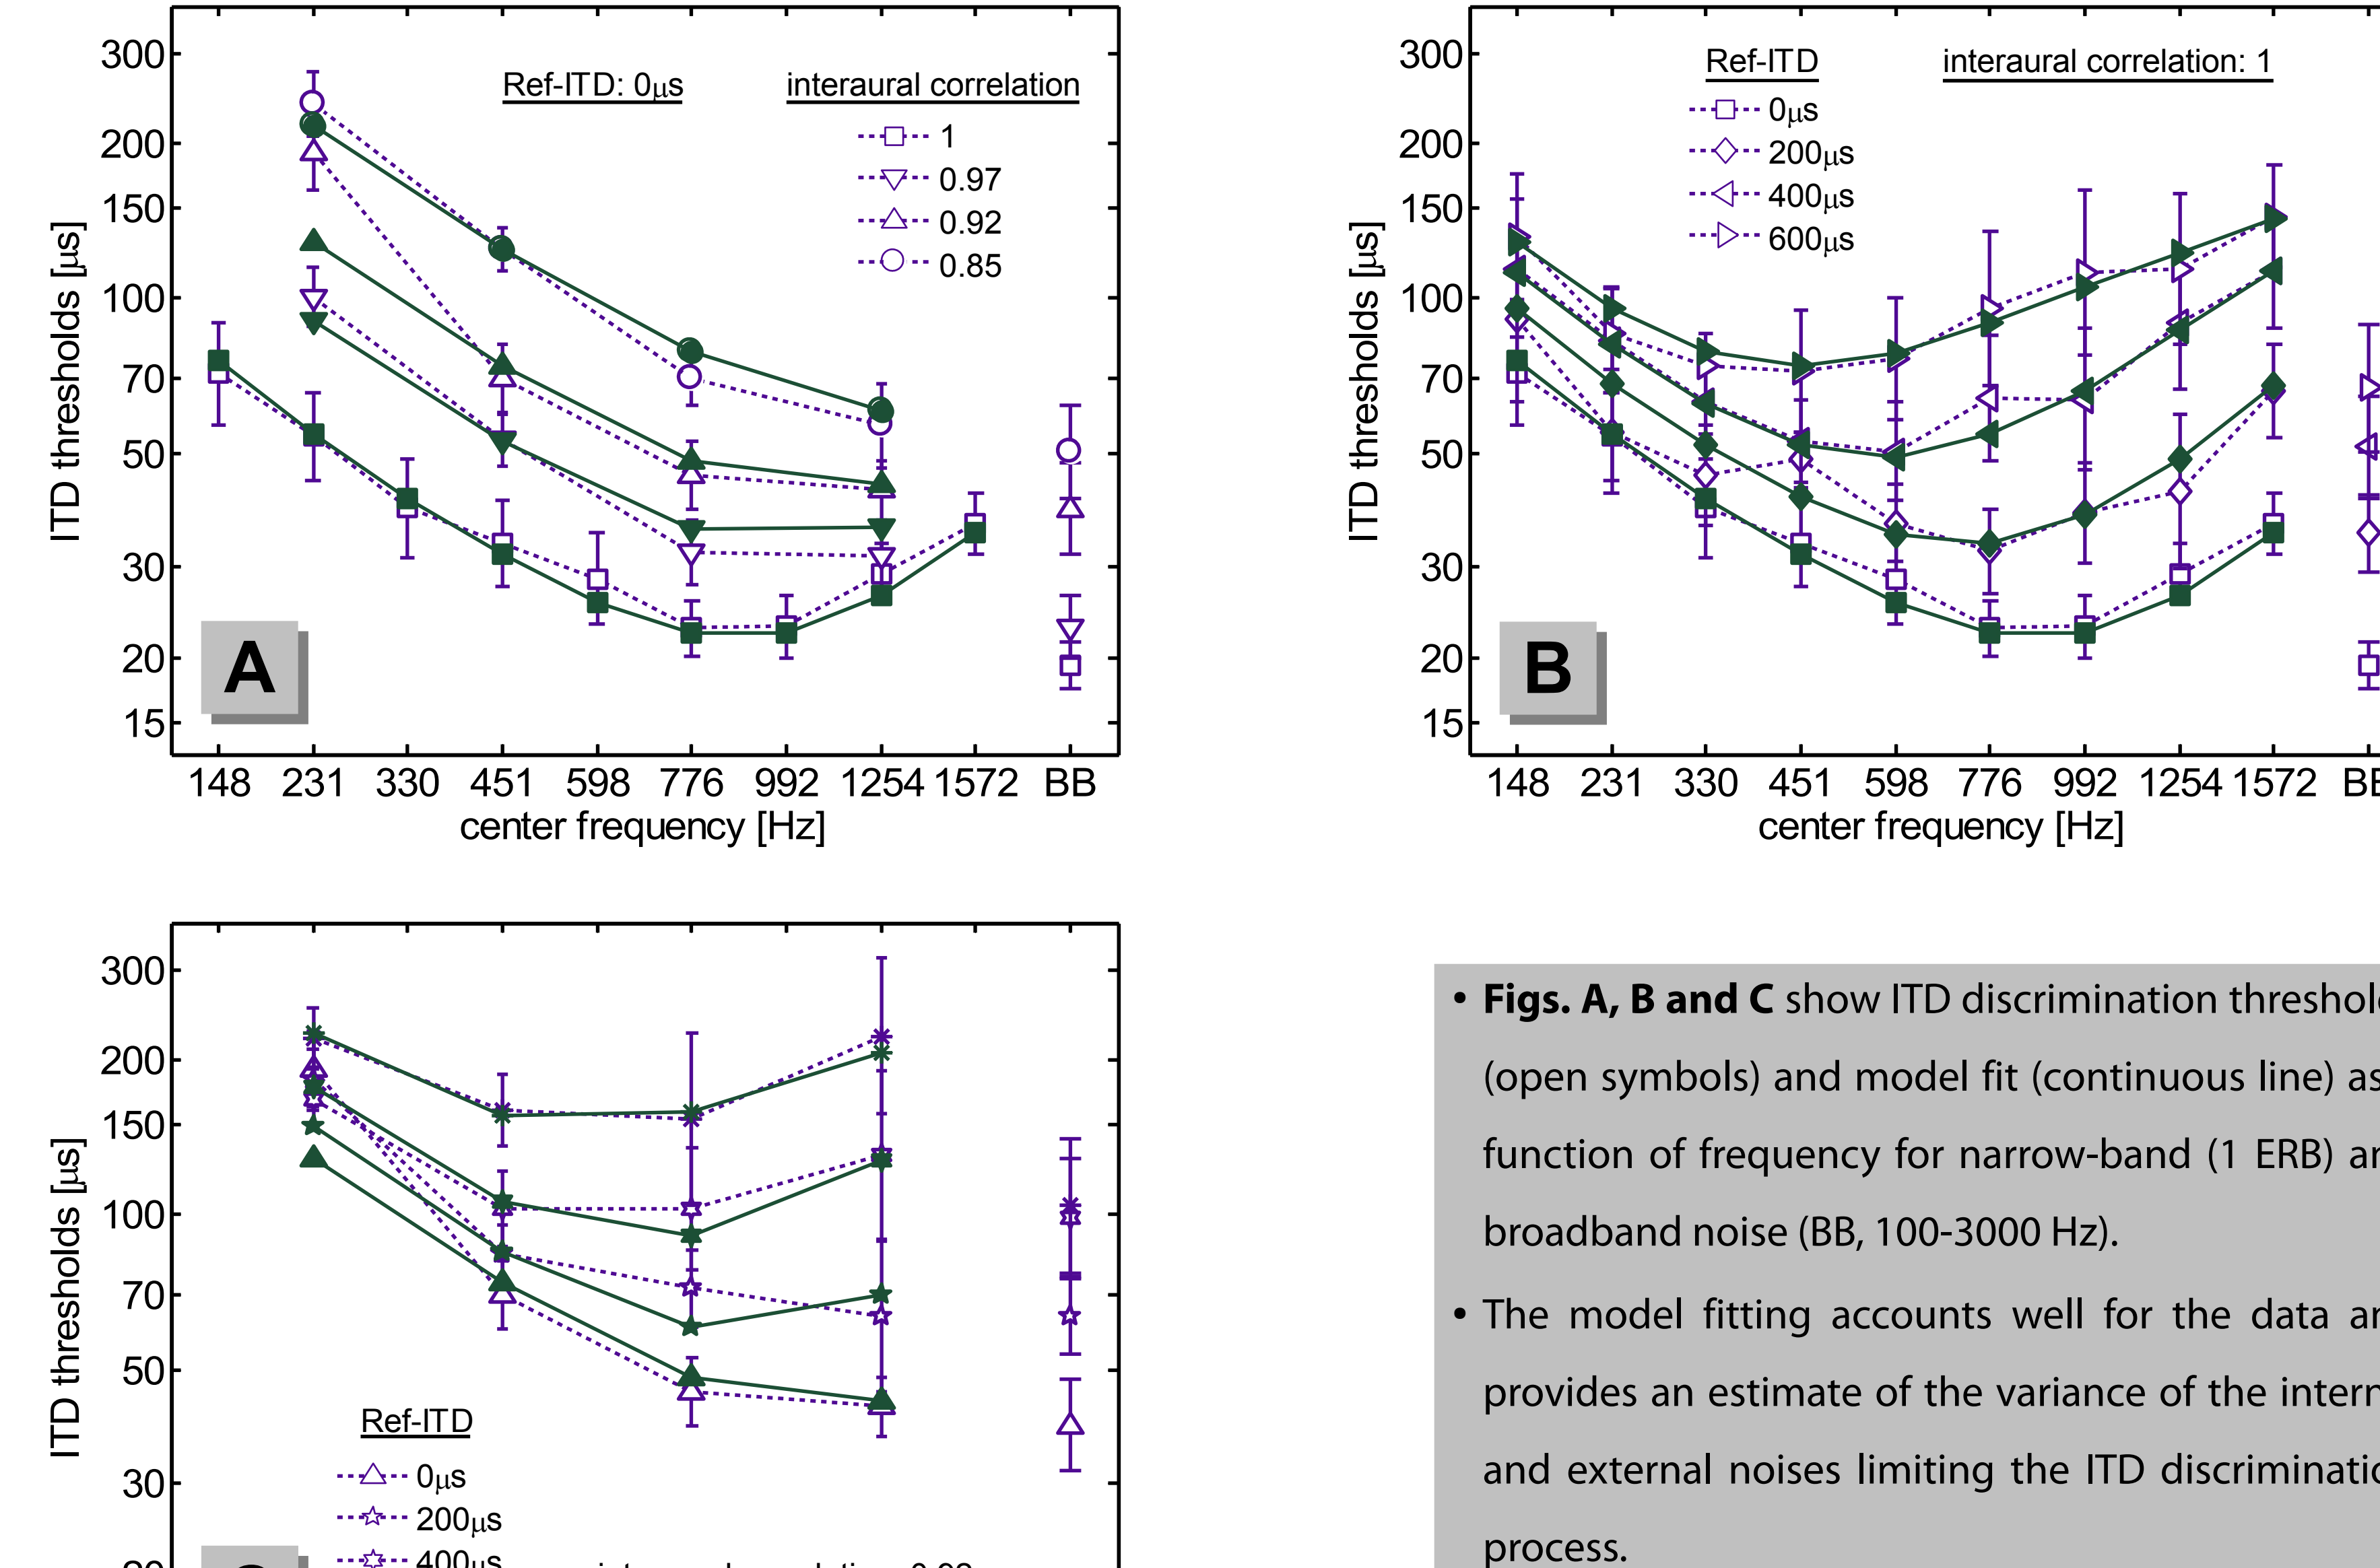 300
200
150
100
70
50
30
20
15
ITD thresholds [μs]
Ref-ITD: 0μs
interaural correlation
1
0.97
0.92
0.85
A
148 231 330 451 598 776 992 1254 1572 BB
center frequency [Hz]
300
200
150
100
70
50
30
20
15
ITD thresholds [μs]
Ref-ITD
interaural correlation: 1
0μs
200μs
400μs
600μs
B
148 231 330 451 598 776 992 1254 1572
center frequency [Hz]
300
200
150
100
70
50
30
ITD thresholds [μs]
Ref-ITD
0μs
200μs
400μs
• Figs. A, B and C show ITD discrimination
(open symbols) and model fit (continuous line) as
function of frequency for narrow-band (1 ERB)
broadband noise (BB, 100-3000 Hz).
• The model fitting accounts well for the data
provides an estimate of the variance of the
and external noises limiting the ITD
process.